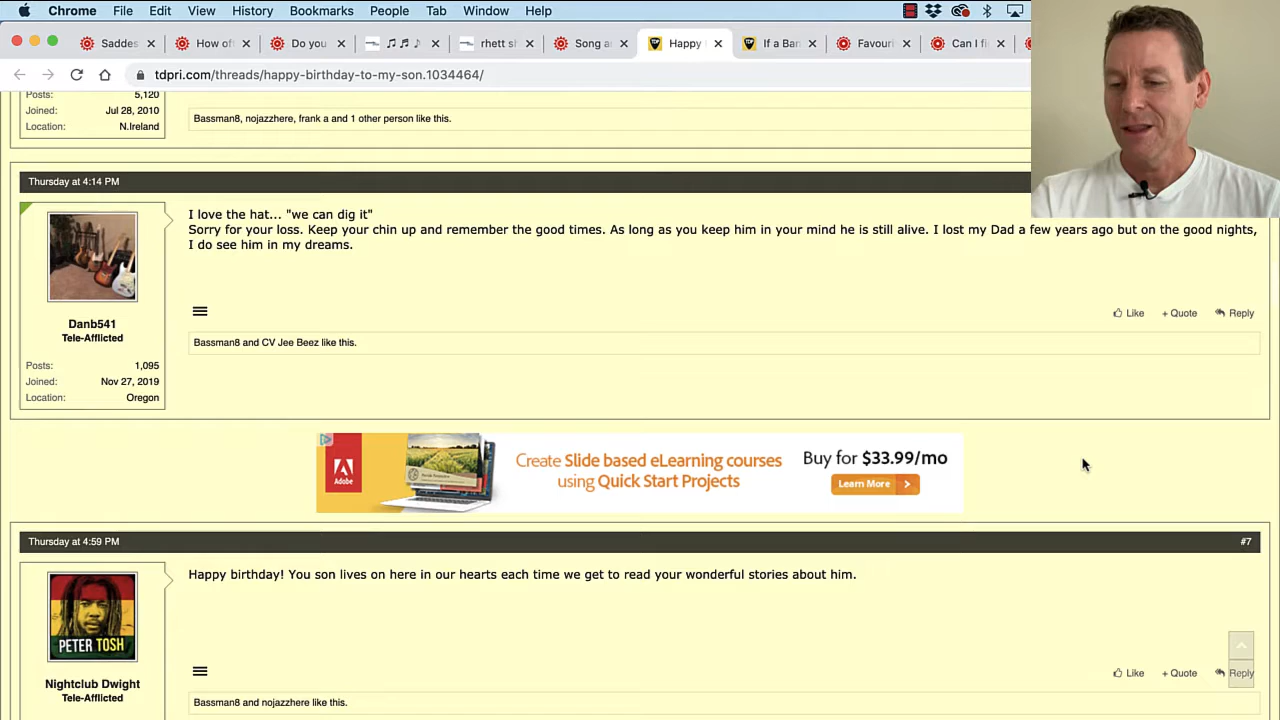 Chrome File Edit View History Bookmarks People Tab Window Help
Saddes How of Do you rhett sh Song a Happy If a Ban Favouri Can I fi
tdpri.com/threads/happy-birthday-to-my-son.1034464/
Posts: 5,120
Joined: Jul 28, 2010
Location: N.Ireland
Bassman8, nojazzhere, frank a and 1 other person like this.
Thursday at 4:14 PM
I love the hat... "we can dig it"
Sorry for your loss. Keep your chin up and remember the good times. As long as you keep him in your mind he is still alive. I lost my Dad a few years ago but on the good nights,
I do see him in my dreams.
Like + Quote Reply
Bassman8 and CV Jee Beez like this.
Danb541
Tele-Afflicted
Posts: 1,095
Joined: Nov 27, 2019
Location: Oregon
Adobe
Create Slide based eLearning courses
using Quick Start Projects
Buy for $33.99/mo
Learn More
Thursday at 4:59 PM #7
Happy birthday! You son lives on here in our hearts each time we get to read your wonderful stories about him.
PETER TOSH
Like + Quote Reply
Nightclub Dwight
Tele-Afflicted
Bassman8 and nojazzhere like this.